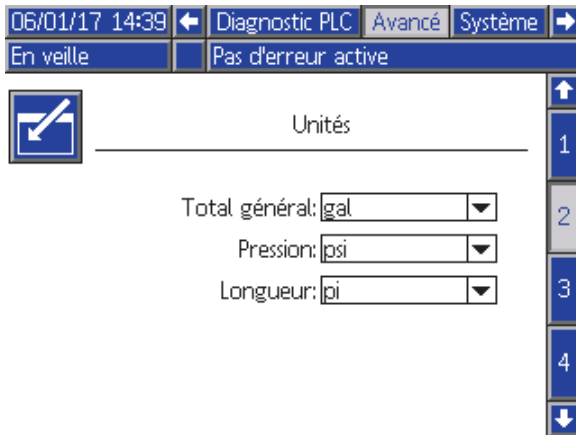 06/01/17 14:39 Diagnostic PLC Avancé Système
En veille Pas d'erreur active
Unités
1
Total général: gal
2
Pression: psi
Longueur: pi
3
4